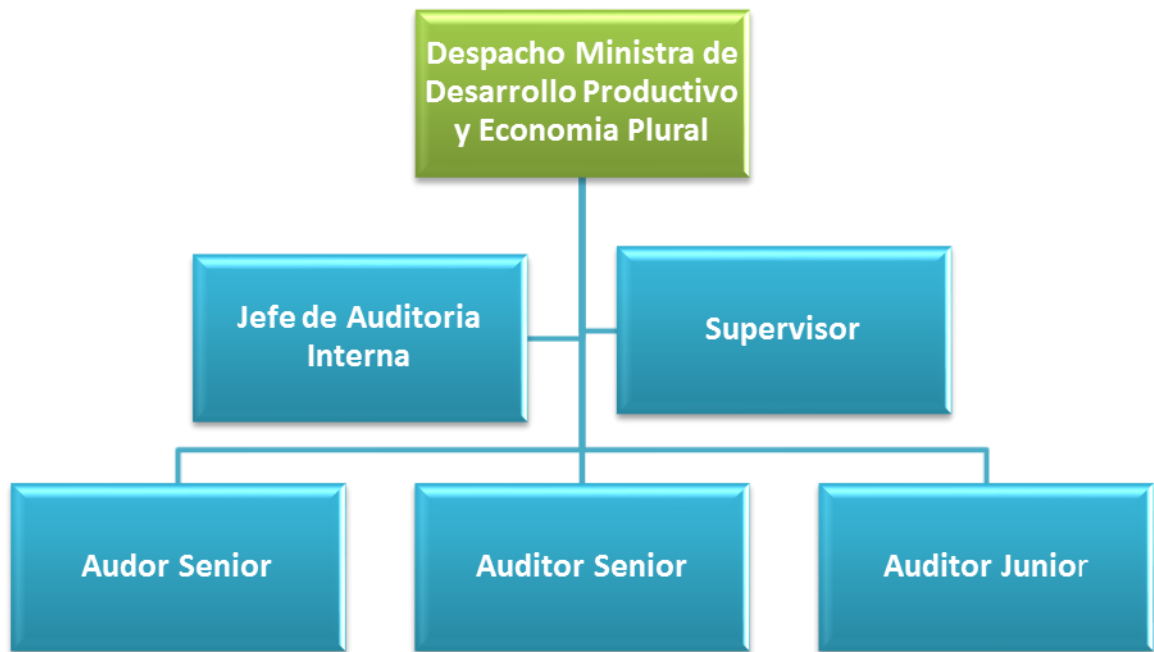 Despacho Ministra de
Desarrollo Productivo
y Economia Plural
Jefe de Auditoria
Interna
Supervisor
Audor Senior
Auditor Senior
Auditor Junior